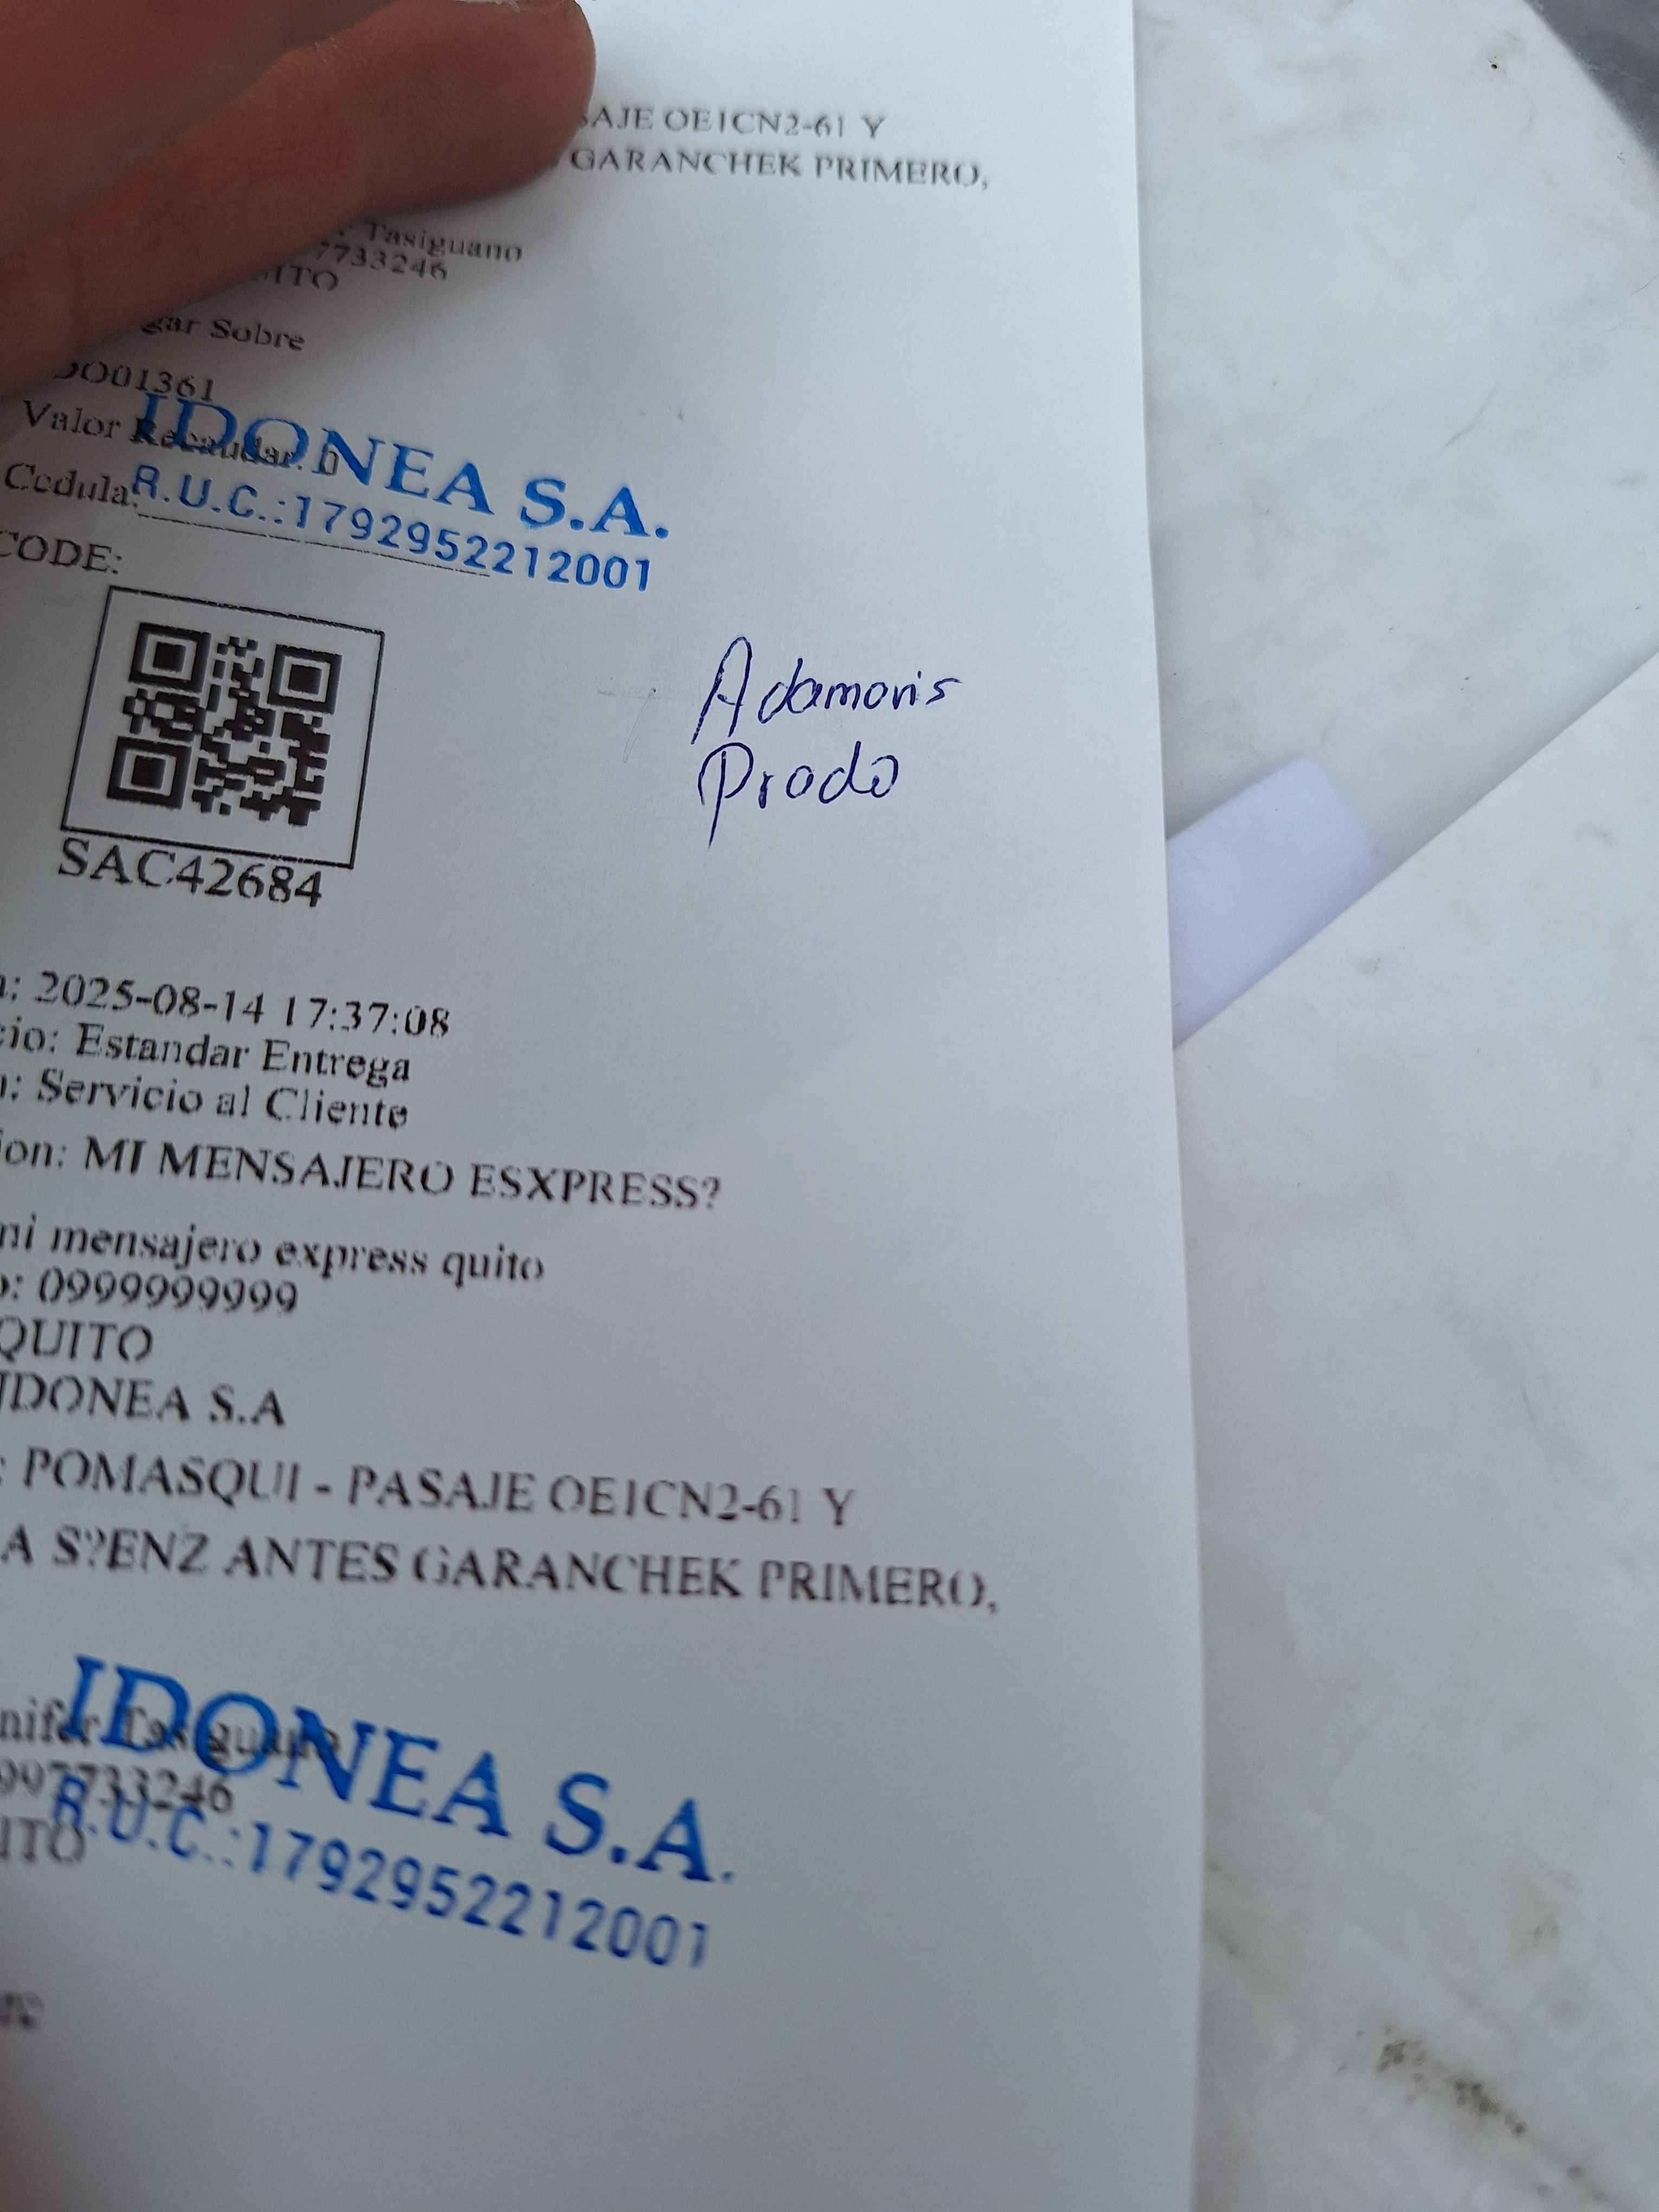 SAJE OE1CN2-61 Y
GARANCHEK PRIMERO,
Tasiguano
7733246
ITO
gar Sobre
DO01361
Valor Recaudar:
IDONEA S.A.
Cedula:
R.U.C.:1792952212001
CODE:
Adamoris
Prado
SAC42684
: 2025-08-14 17:37:08
cio: Estandar Entrega
: Servicio al Cliente
ion: MI MENSAJERO ESXPRESS?
mi mensajero express quito
o: 0999999999
QUITO
IDONEA S.A
: POMASQUI - PASAJE OE1CN2-61 Y
A S?ENZ ANTES GARANCHEK PRIMERO,
IDONEA S.A.
nifer Tasiguano
997733246
R.U.C.:1792952212001
ITO